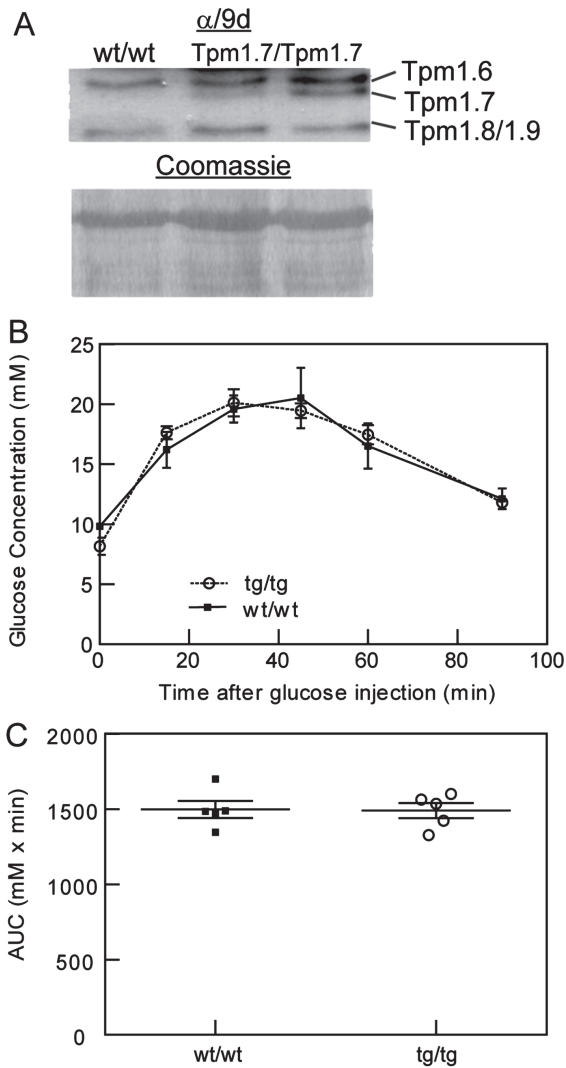 A
α/9d
wt/wt Tpm1.7/Tpm1.7
Tpm1.6
Tpm1.7
Tpm1.8/1.9
Coomassie
B
25
20
15
10
5
0
Glucose Concentration (mM)
tg/tg
wt/wt
0 20 40 60 80 100
Time after glucose injection (min)
C
2000
1500
1000
500
0
AUC (mM x min)
wt/wt tg/tg